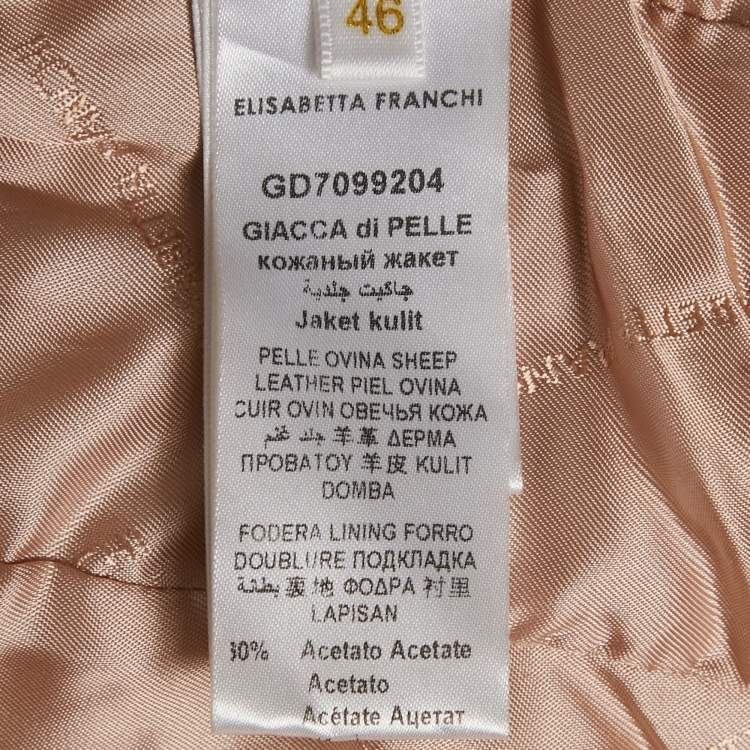 46
ELISABETTA FRANCHI
GD7099204
GIACCA di PELLE
кожаный жакет
جاكيت جلدية
Jaket kulit
PELLE OVINA SHEEP
LEATHER PIEL OVINA
CUIR OVIN ОВЕЧЬЯ КОЖА
جلد غنم 羊革 ΔΕΡΜΑ
ΠΡΟΒΑΤΟΥ 羊皮 KULIT
DOMBA
FODERA LINING FORRO
DOUBLURE ПОДКЛАДКА
بطانة 裏地 ΦΟΔΡΑ 衬里
LAPISAN
Acetato Acetate
Acetato
Acétate Ацетат